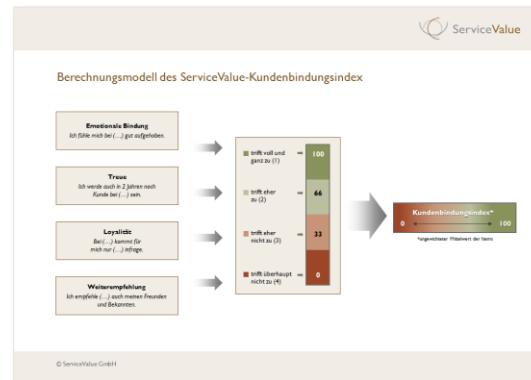 ServiceValue
Berechnungsmodell des ServiceValue-Kundenbindungsindex
Emotionale Bindung
Ich fühle mich bei (…) gut aufgehoben.
Treue
Ich werde auch in 2 Jahren noch
Kunde bei (…) sein.
Loyalität
Bei (…) kommt für
mich nur (…) infrage.
Weiterempfehlung
Ich empfehle (…) auch meinen Freunden
und Bekannten.
trifft voll und
ganz zu (1)
=
100
trifft eher
zu (2)
=
66
trifft eher
nicht zu (3)
=
33
trifft überhaupt
nicht zu (4)
=
0
Kundenbindungsindex*
0
100
*ungewichteter Mittelwert der Items
© ServiceValue GmbH